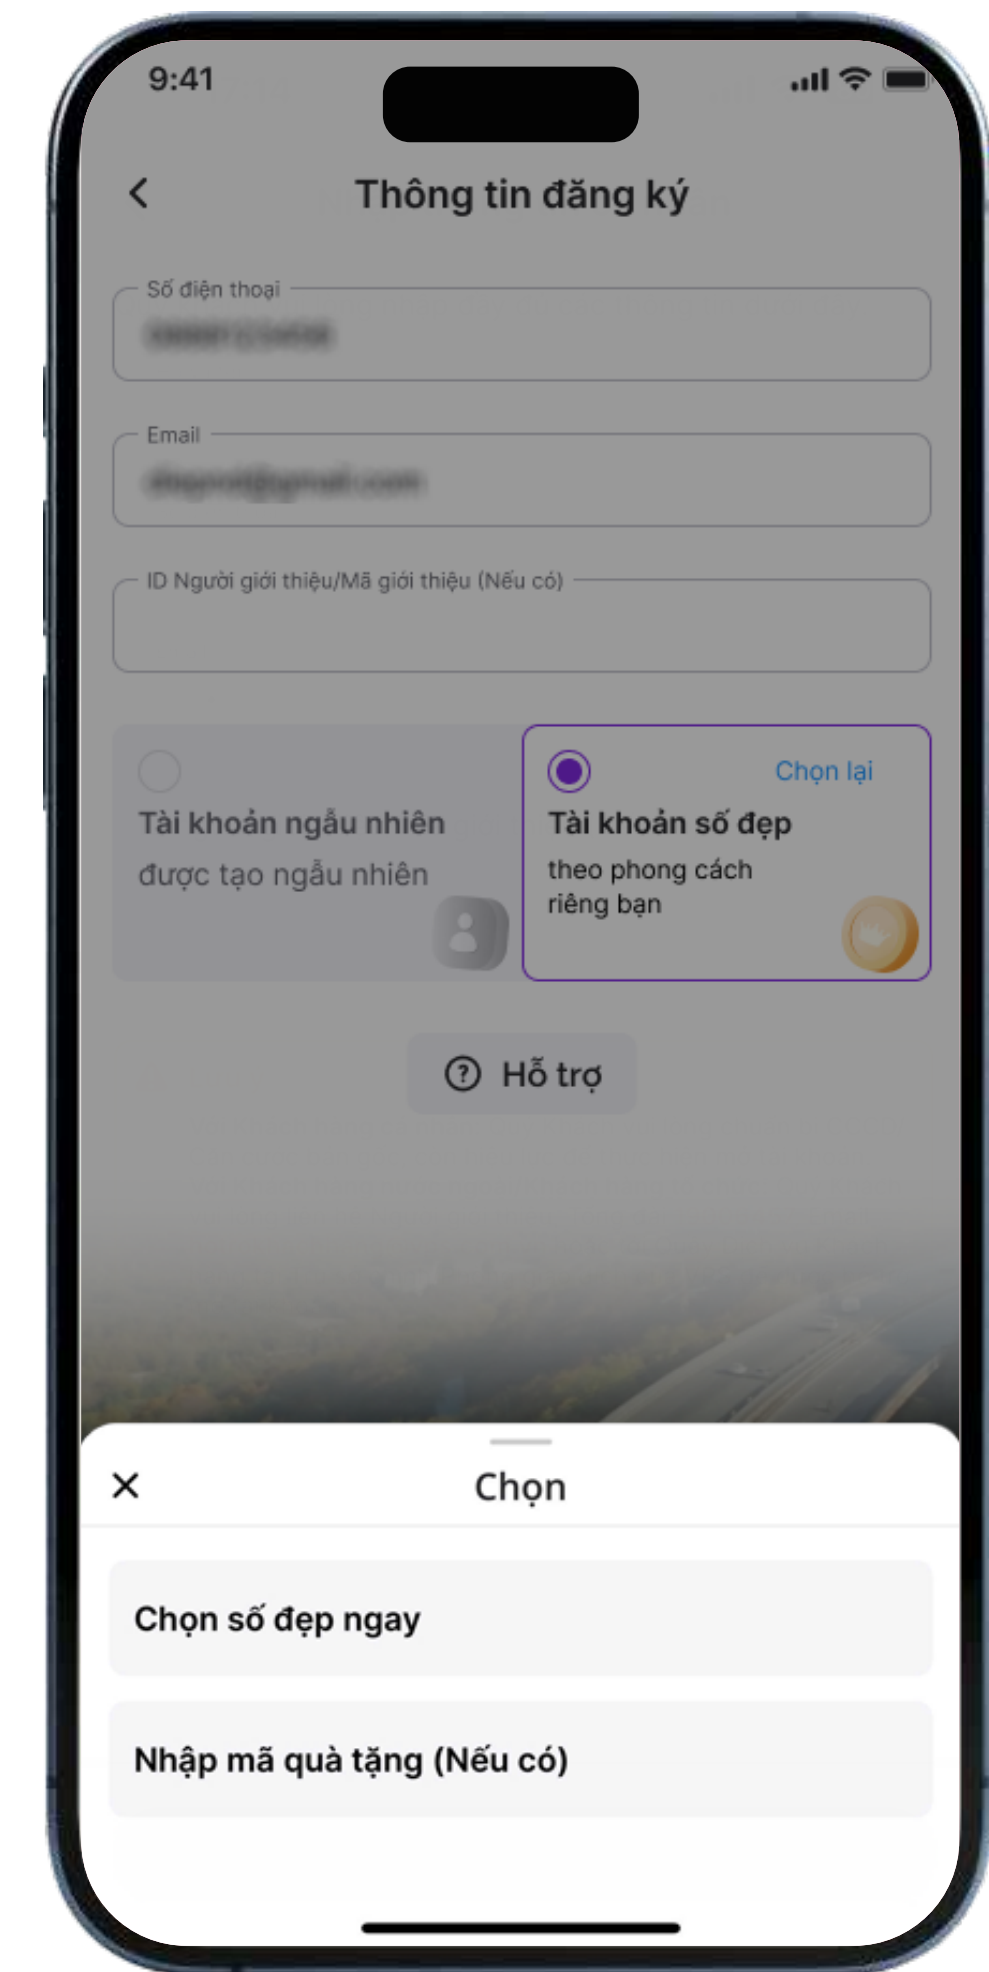 9:41
Thông tin đăng ký
Số điện thoại
Email
ID Người giới thiệu/Mã giới thiệu (Nếu có)
Chọn lại
Tài khoản ngẫu nhiên
được tạo ngẫu nhiên
Tài khoản số đẹp
theo phong cách
riêng bạn
Hỗ trợ
Chọn
Chọn số đẹp ngay
Nhập mã quà tặng (Nếu có)